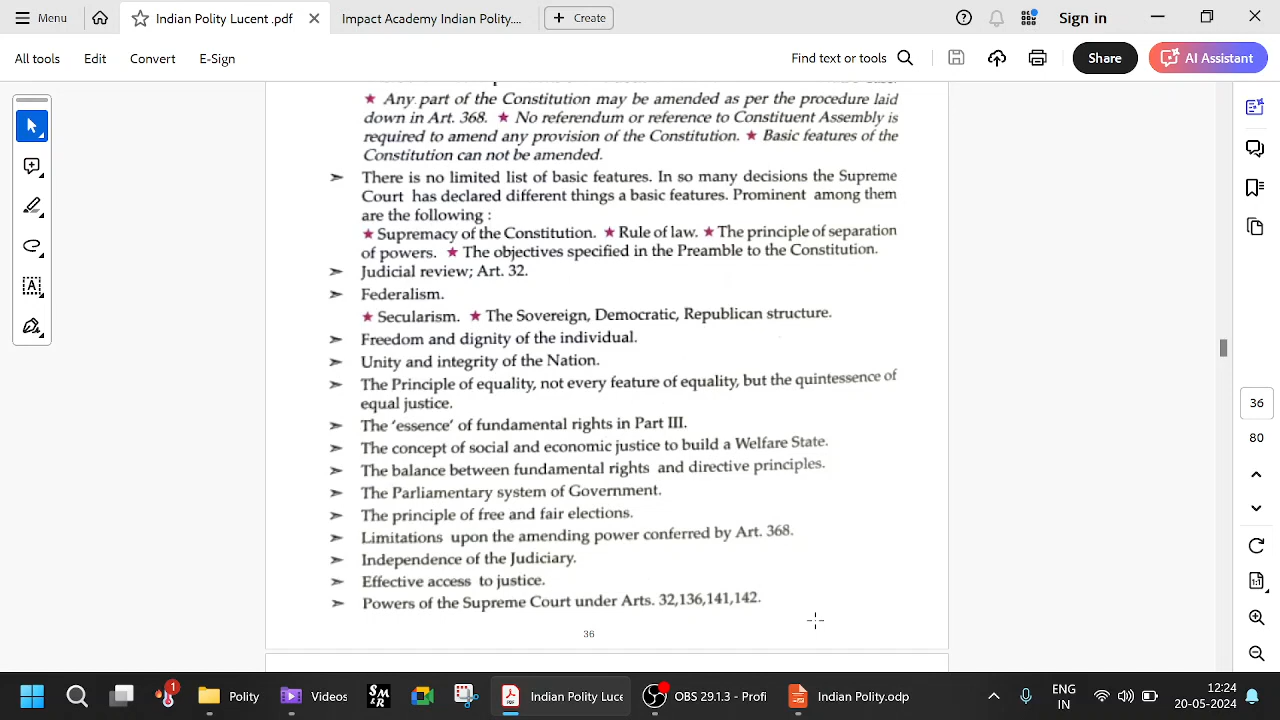 Menu
Indian Polity Lucent .pdf
Impact Academy Indian Polity....
Create
Sign in
All tools
Edit
Convert
E-Sign
Find text or tools
Share
AI Assistant
★ Any part of the Constitution may be amended as per the procedure laid
down in Art. 368. ★ No referendum or reference to Constituent Assembly is
required to amend any provision of the Constitution. ★ Basic features of the
Constitution can not be amended.
➢ There is no limited list of basic features. In so many decisions the Supreme
Court has declared different things a basic features. Prominent among them
are the following :
★ Supremacy of the Constitution. ★ Rule of law. ★ The principle of separation
of powers. ★ The objectives specified in the Preamble to the Constitution.
➢ Judicial review; Art. 32.
➢ Federalism.
★ Secularism. ★ The Sovereign, Democratic, Republican structure.
➢ Freedom and dignity of the individual.
➢ Unity and integrity of the Nation.
➢ The Principle of equality, not every feature of equality, but the quintessence of
equal justice.
➢ The 'essence' of fundamental rights in Part III.
➢ The concept of social and economic justice to build a Welfare State.
➢ The balance between fundamental rights and directive principles.
➢ The Parliamentary system of Government.
➢ The principle of free and fair elections.
➢ Limitations upon the amending power conferred by Art. 368.
➢ Independence of the Judiciary.
➢ Effective access to justice.
➢ Powers of the Supreme Court under Arts. 32,136,141,142.
36
36
80
1:1
1
Polity
Videos
SMLR
Indian Polity Luce
OBS 29.1.3 - Profi
Indian Polity.odp
ENG
IN
12:24
20-05-2024